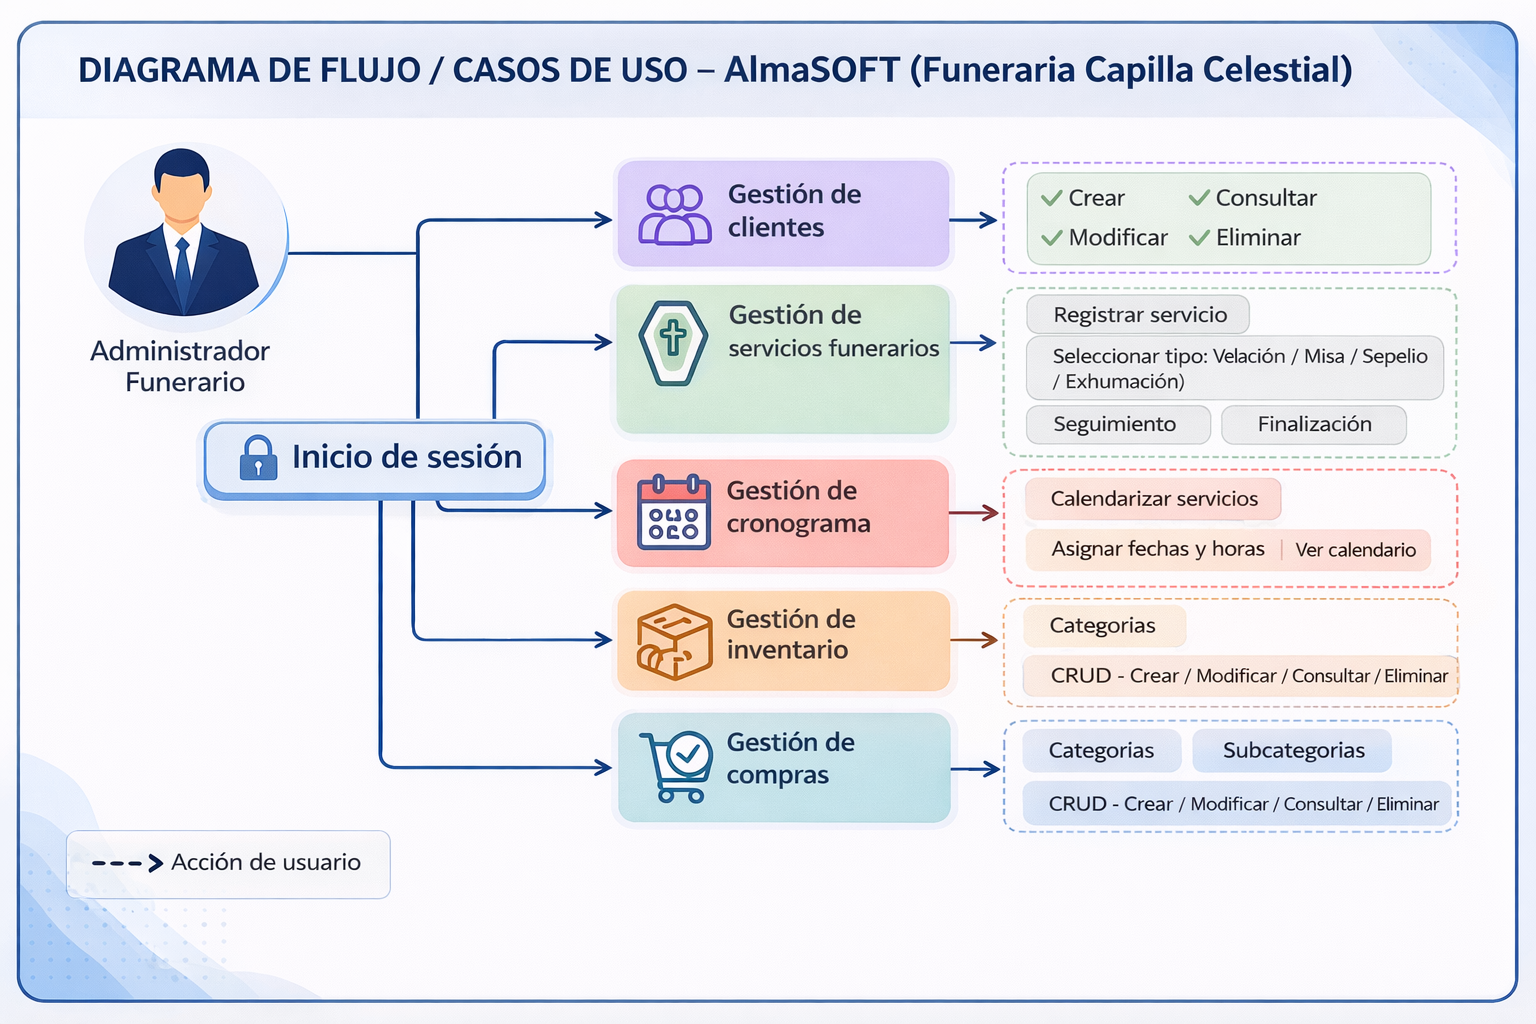 DIAGRAMA DE FLUJO / CASOS DE USO – AlmaSOFT (Funeraria Capilla Celestial)
Administrador
Funerario
Inicio de sesión
Gestión de
clientes
Crear
Consultar
Modificar
Eliminar
Gestión de
servicios funerarios
Registrar servicio
Seleccionar tipo: Velación / Misa / Sepelio
/ Exhumación)
Seguimiento
Finalización
Gestión de
cronograma
Calendarizar servicios
Asignar fechas y horas
Ver calendario
Gestión de
inventario
Categorias
CRUD - Crear / Modificar / Consultar / Eliminar
Gestión de
compras
Categorias
Subcategorias
CRUD - Crear / Modificar / Consultar / Eliminar
Acción de usuario